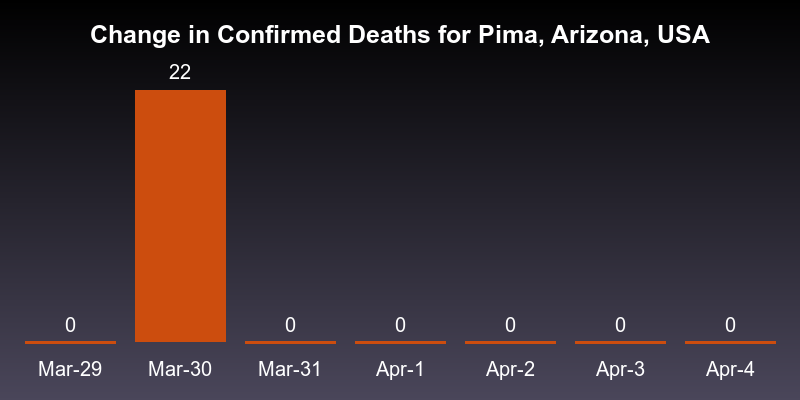 Change in Confirmed Deaths for Pima, Arizona, USA
22
0 0 0 0 0 0
Mar-29 Mar-30 Mar-31 Apr-1 Apr-2 Apr-3 Apr-4